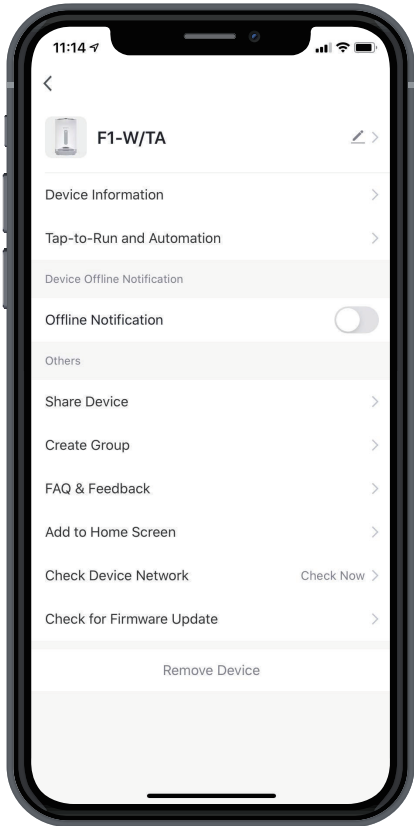 11:14
F1-W/TA
Device Information
Tap-to-Run and Automation
Device Offline Notification
Offline Notification
Others
Share Device
Create Group
FAQ & Feedback
Add to Home Screen
Check Device Network Check Now
Check for Firmware Update
Remove Device